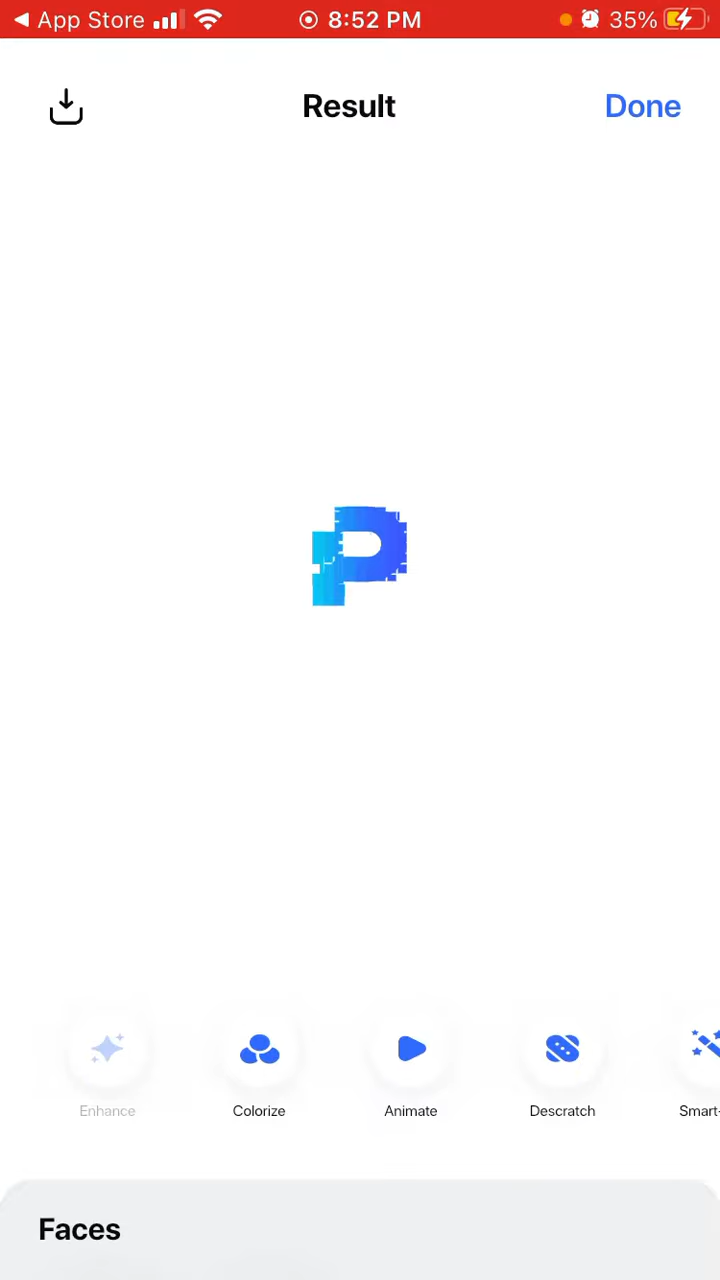 App Store 8:52 PM 35%
Result Done
P
Enhance Colorize Animate Descratch Smart-
Faces